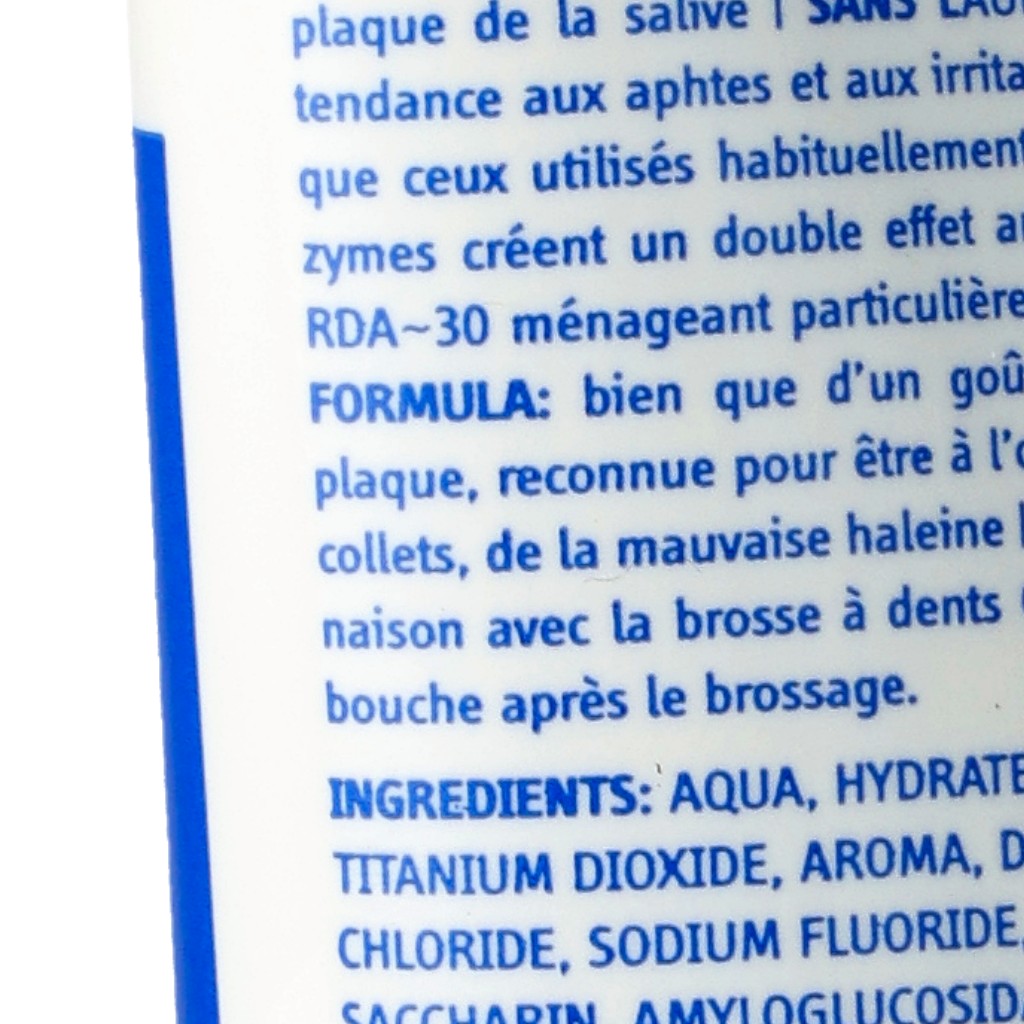 plaque de la salive | SANS
tendance aux aphtes et aux
que ceux utilisés habituellement
zymes créent un double effet
RDA~30 ménageant
FORMULA: bien que d'un
plaque, reconnue pour être à
collets, de la mauvaise haleine
naison avec la brosse à dents
bouche après le brossage.
INGREDIENTS: AQUA,
TITANIUM DIOXIDE, AROMA,
CHLORIDE, SODIUM FLUORIDE,
SACCHARIN,